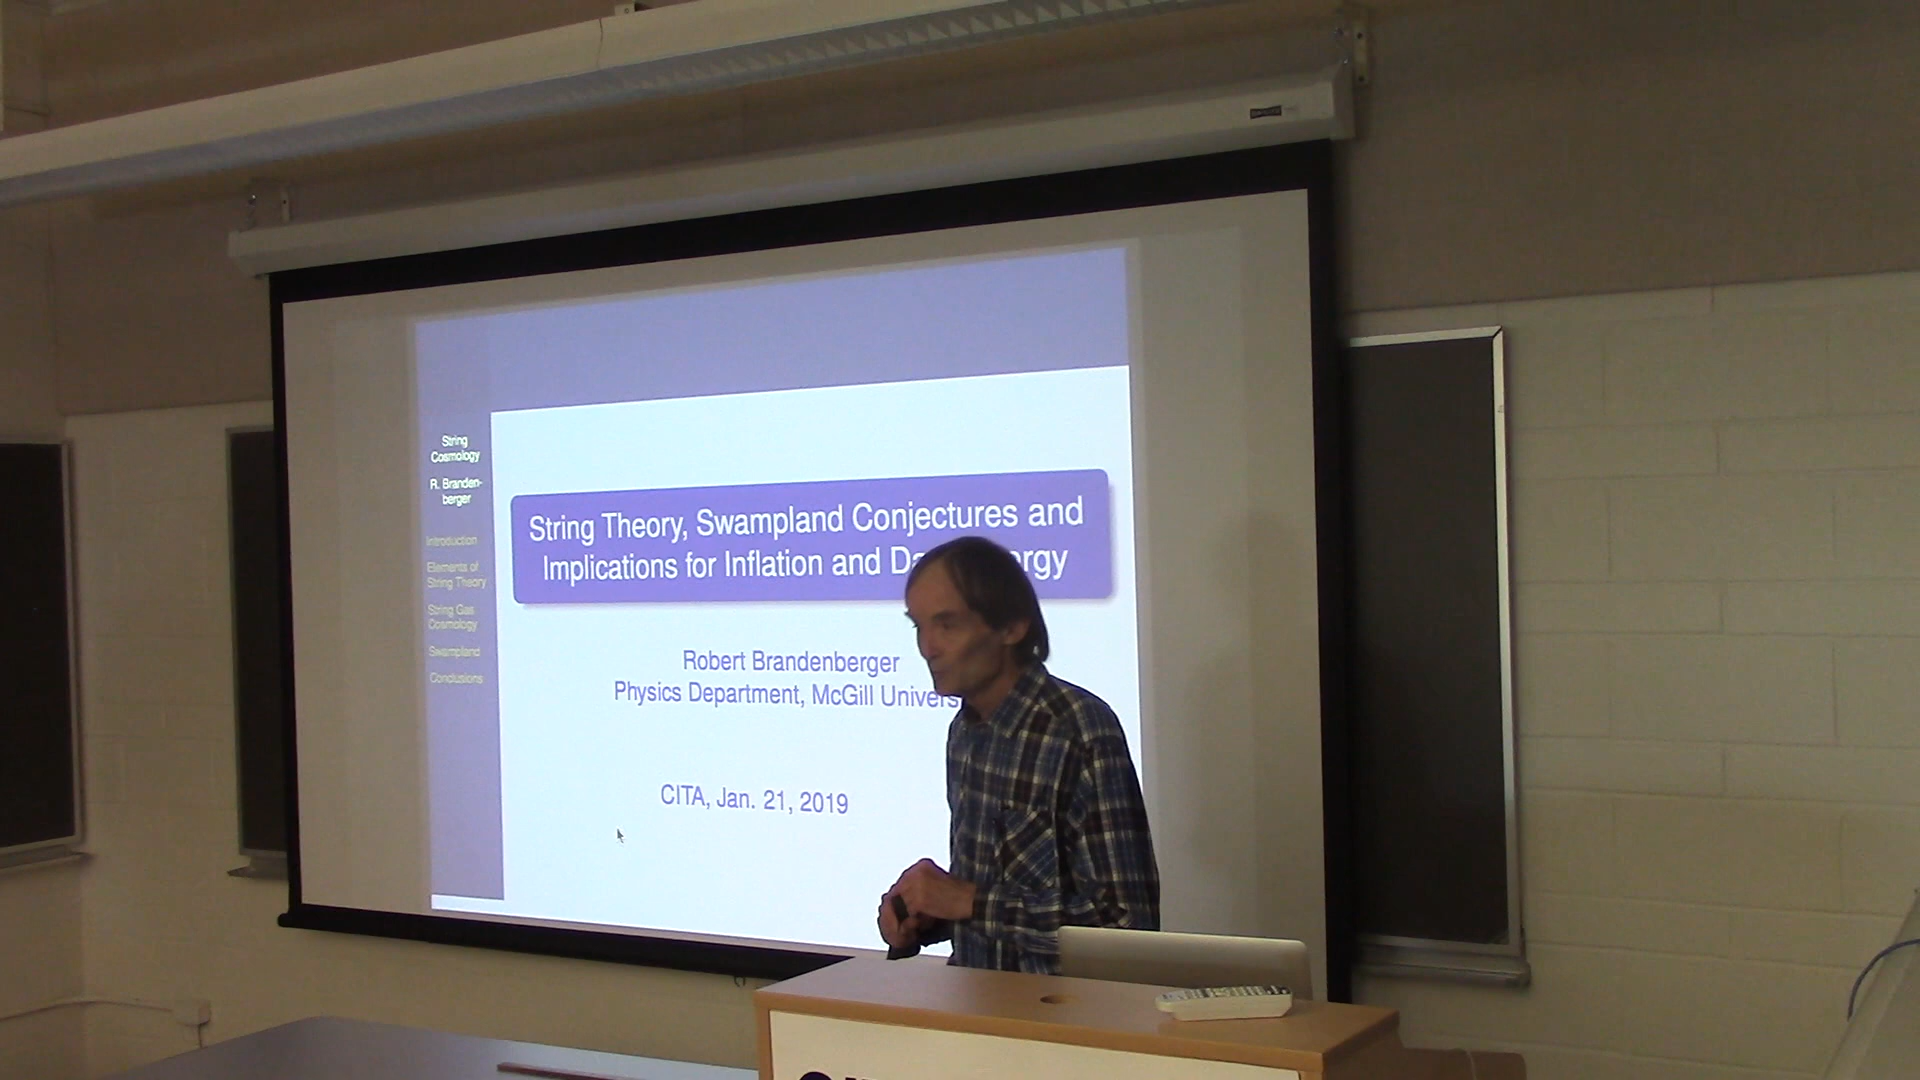 String
Cosmology
R. Branden-
berger
Introduction
Elements of
String Theory
String Gas
Cosmology
Swampland
Conclusions
String Theory, Swampland Conjectures and
Implications for Inflation and
Robert Brandenberger
Physics Department, McGill
CITA, Jan. 21, 2019